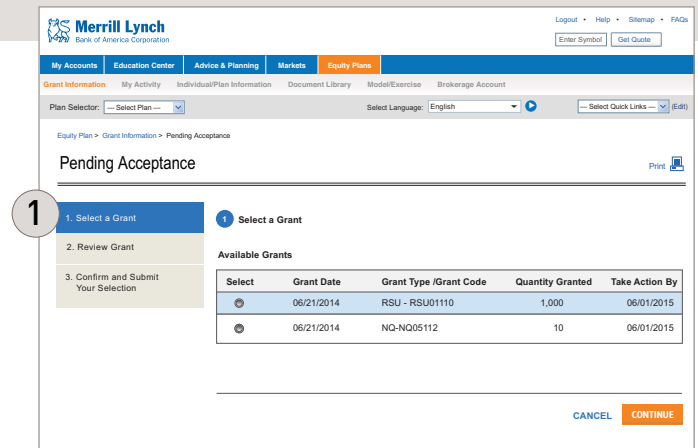 Merrill Lynch
Bank of America Corporation
Logout • Help • Sitemap • FAQs
Enter Symbol Get Quote
My Accounts Education Center Advice & Planning Markets Equity Plans
Grant Information My Activity Individual/Plan Information Document Library Model/Exercise Brokerage Account
Plan Selector: — Select Plan — Select Language: English — Select Quick Links — (Edit)
Equity Plan > Grant Information > Pending Acceptance
Pending Acceptance
Print
1
1. Select a Grant
2. Review Grant
3. Confirm and Submit
Your Selection
1 Select a Grant
Available Grants
Select Grant Date Grant Type /Grant Code Quantity Granted Take Action By
06/21/2014 RSU - RSU01110 1,000 06/01/2015
06/21/2014 NQ-NQ05112 10 06/01/2015
CANCEL CONTINUE